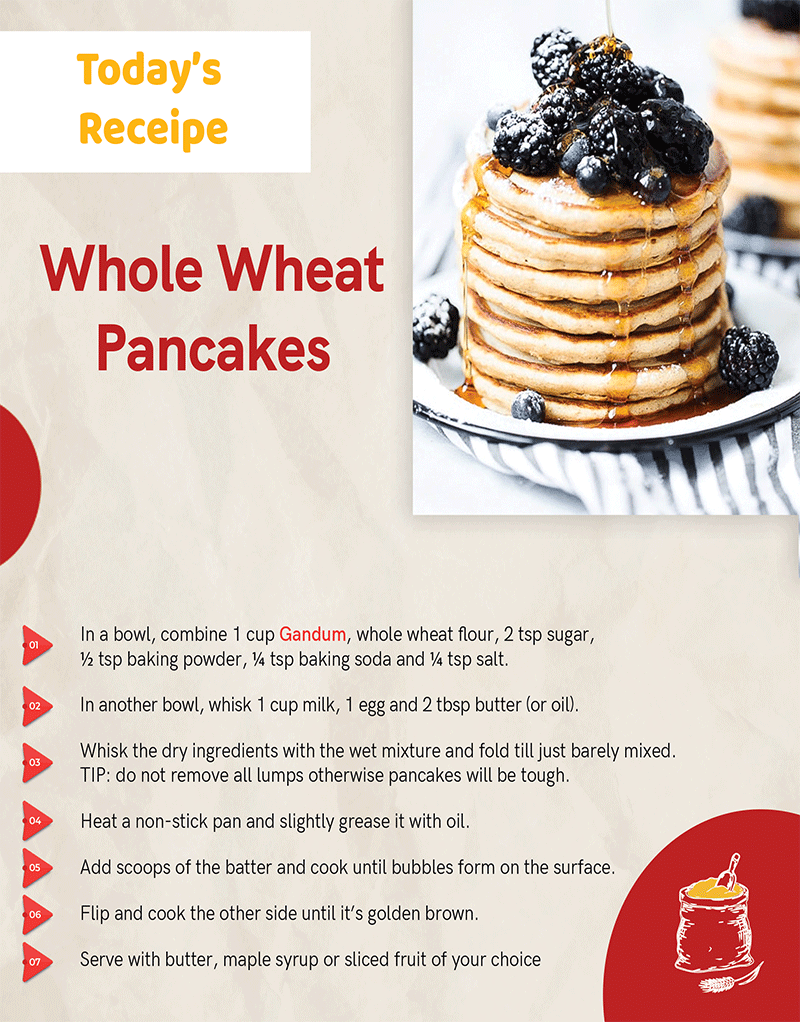 Today's
Receipe
Whole Wheat
Pancakes
01
In a bowl, combine 1 cup Gandum, whole wheat flour, 2 tsp sugar,
½ tsp baking powder, ¼ tsp baking soda and ¼ tsp salt.
02
In another bowl, whisk 1 cup milk, 1 egg and 2 tbsp butter (or oil).
03
Whisk the dry ingredients with the wet mixture and fold till just barely mixed.
TIP: do not remove all lumps otherwise pancakes will be tough.
04
Heat a non-stick pan and slightly grease it with oil.
05
Add scoops of the batter and cook until bubbles form on the surface.
06
Flip and cook the other side until it's golden brown.
07
Serve with butter, maple syrup or sliced fruit of your choice